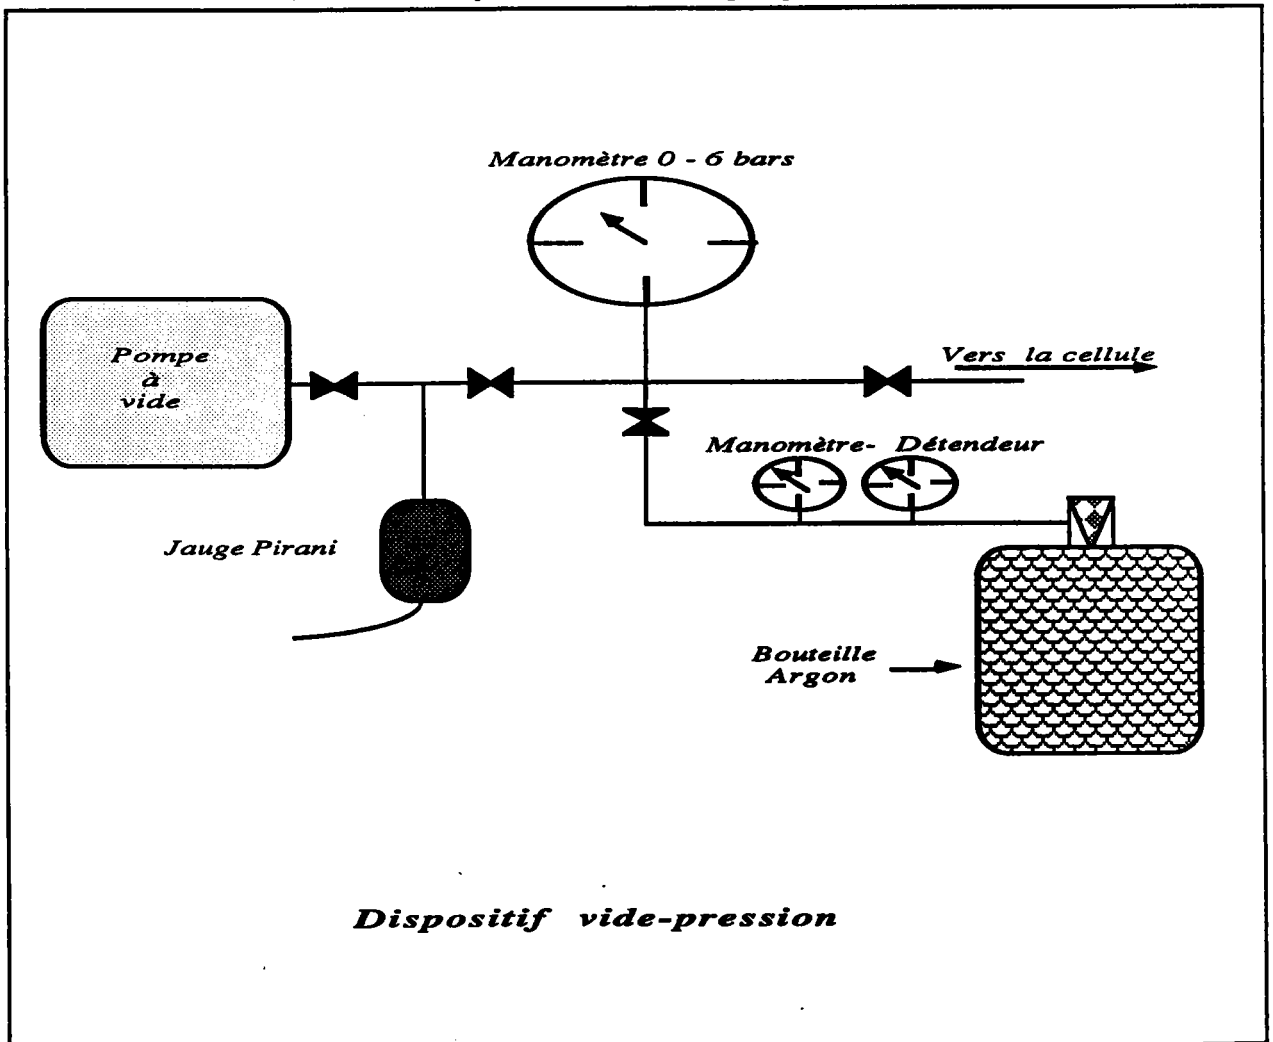 Manomètre 0 - 6 bars
Pompe
à
vide
Vers la cellule
Manomètre- Détendeur
Jauge Pirani
Bouteille
Argon
Dispositif vide-pression